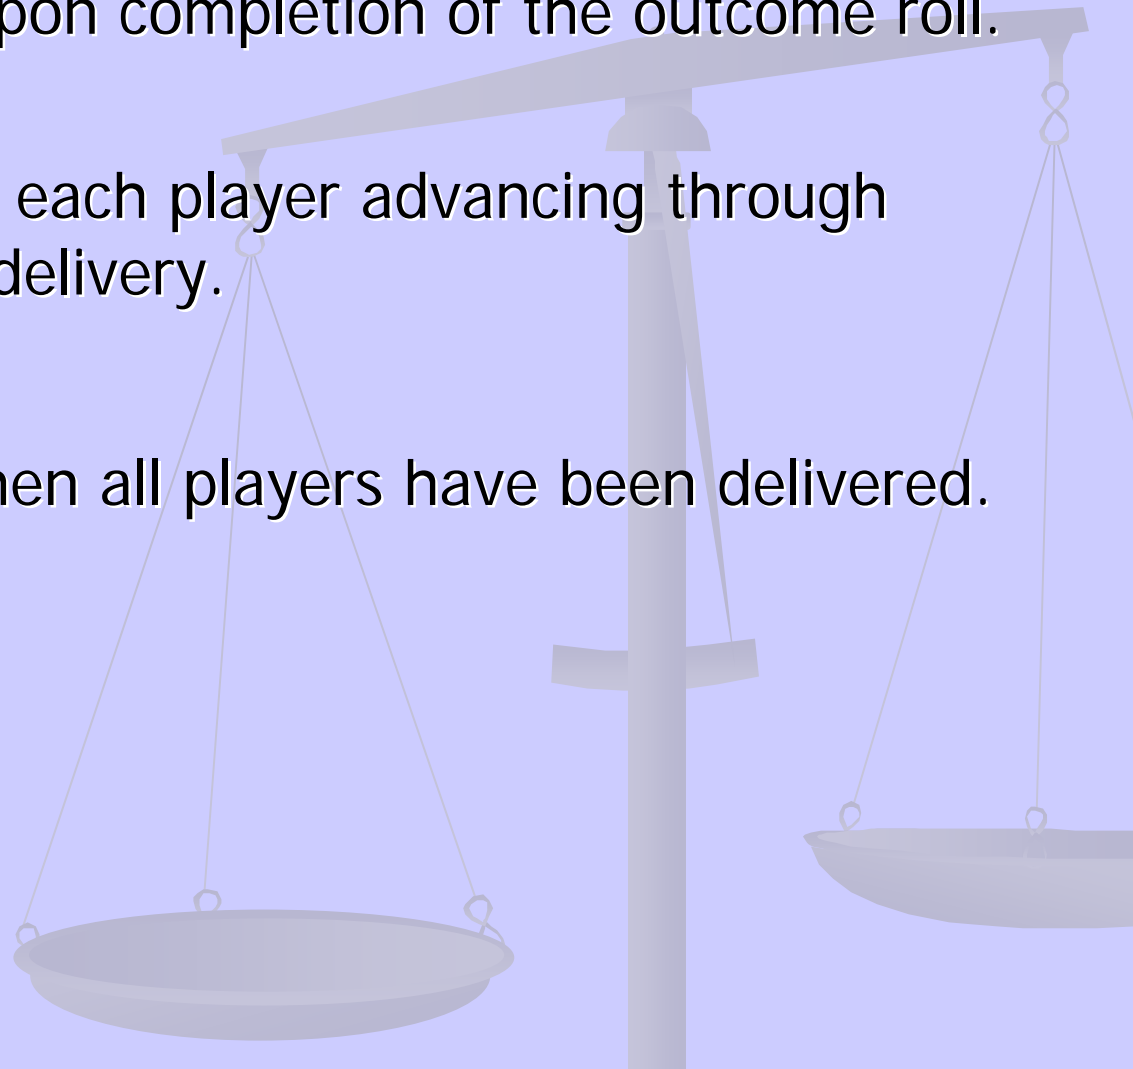 pon completion of the outcome roll.
each player advancing through
delivery.
hen all players have been delivered.